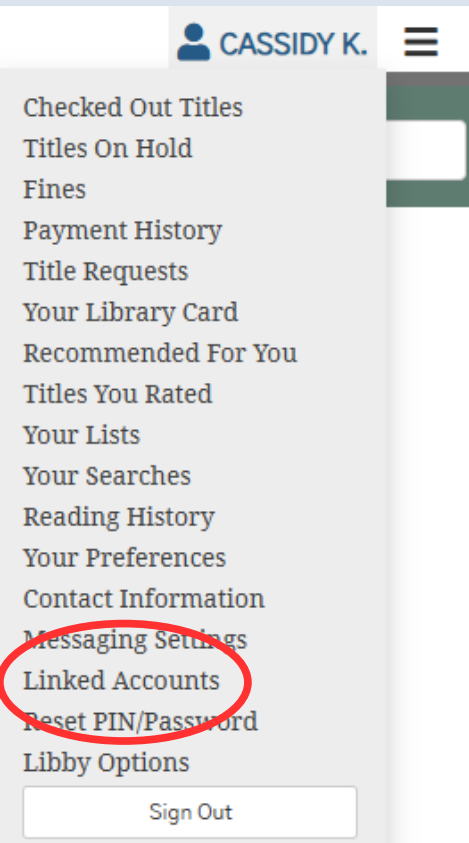 CASSIDY K.
Checked Out Titles
Titles On Hold
Fines
Payment History
Title Requests
Your Library Card
Recommended For You
Titles You Rated
Your Lists
Your Searches
Reading History
Your Preferences
Contact Information
Messaging Settings
Linked Accounts
Reset PIN/Password
Libby Options
Sign Out